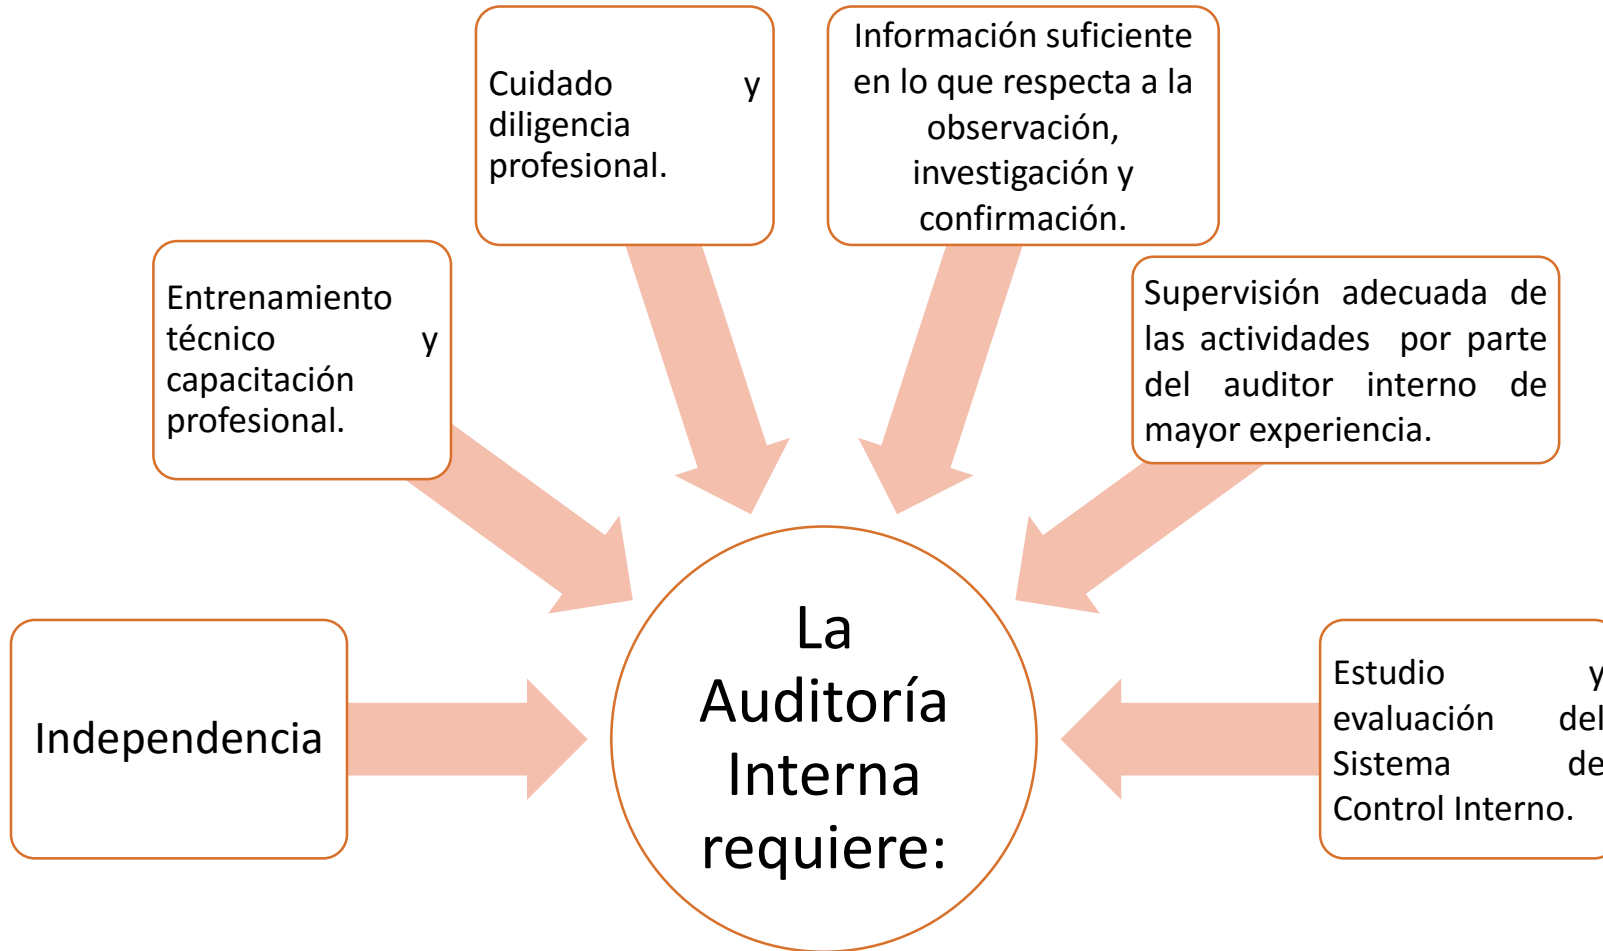 Independencia
Entrenamiento
técnico y
capacitación
profesional.
Cuidado y
diligencia
profesional.
Información suficiente
en lo que respecta a la
observación,
investigación y
confirmación.
Supervisión adecuada de
las actividades por parte
del auditor interno de
mayor experiencia.
Estudio y
evaluación del
Sistema de
Control Interno.
La
Auditoría
Interna
requiere: